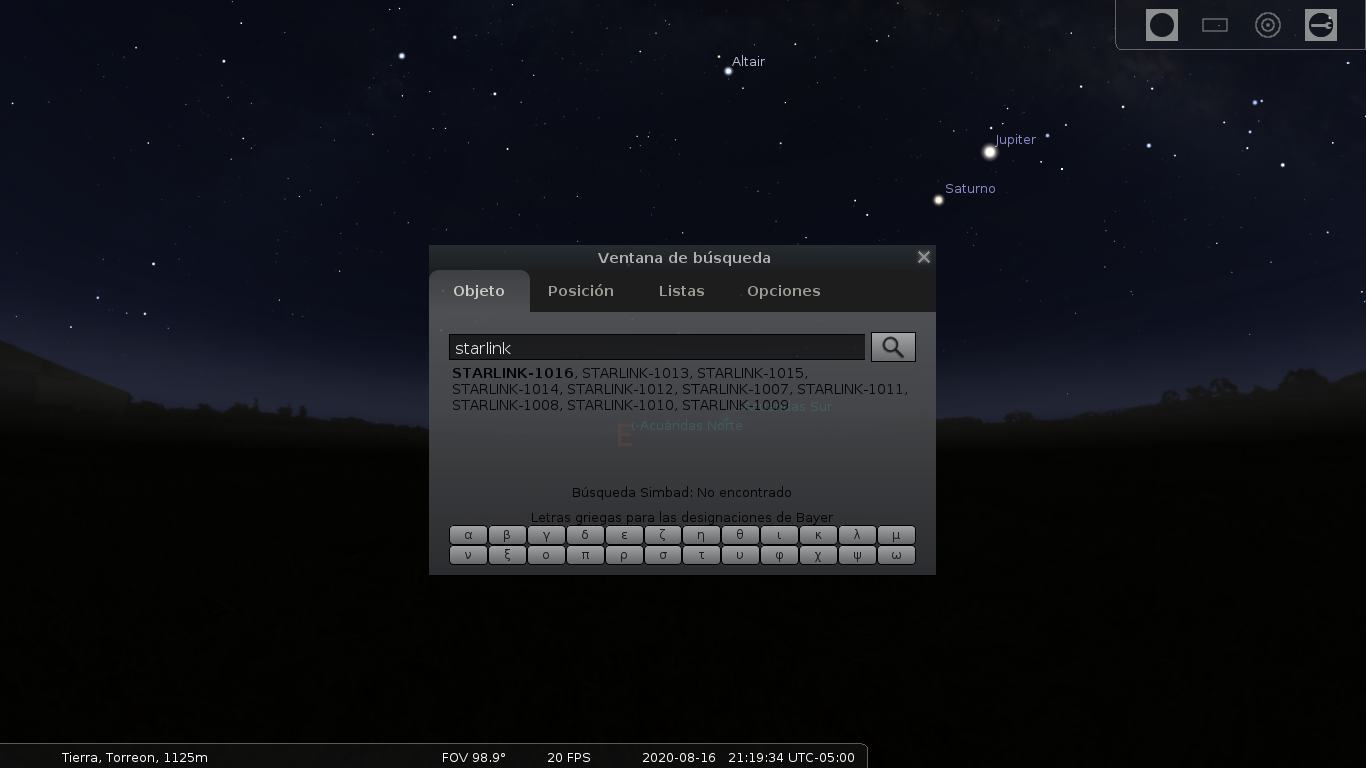 Altair
Jupiter
Saturno
Ventana de búsqueda
Objeto Posición Listas Opciones
starlink
STARLINK-1016, STARLINK-1013, STARLINK-1015,
STARLINK-1014, STARLINK-1012, STARLINK-1007, STARLINK-1011,
STARLINK-1008, STARLINK-1010, STARLINK-1009
Sur
ι-Acuáridas Norte
E
Búsqueda Simbad: No encontrado
Letras griegas para las designaciones de Bayer
α β γ δ ε ζ η θ ι κ λ μ
ν ξ ο π ρ σ τ υ φ χ ψ ω
Tierra, Torreon, 1125m FOV 98.9° 20 FPS 2020-08-16 21:19:34 UTC-05:00